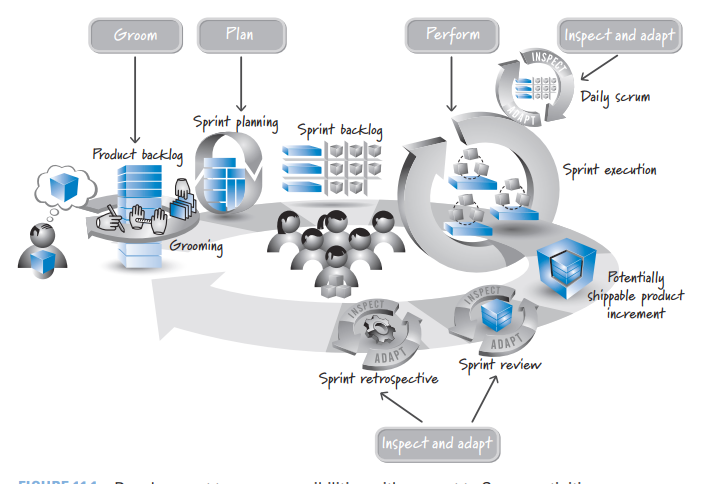 Groom
Plan
Perform
Inspect and adapt
INSPECT
ADAPT
Daily scrum
Sprint planning
Sprint backlog
Product backlog
Sprint execution
Grooming
Potentially
shippable product
increment
INSPECT
ADAPT
Sprint retrospective
INSPECT
ADAPT
Sprint review
Inspect and adapt